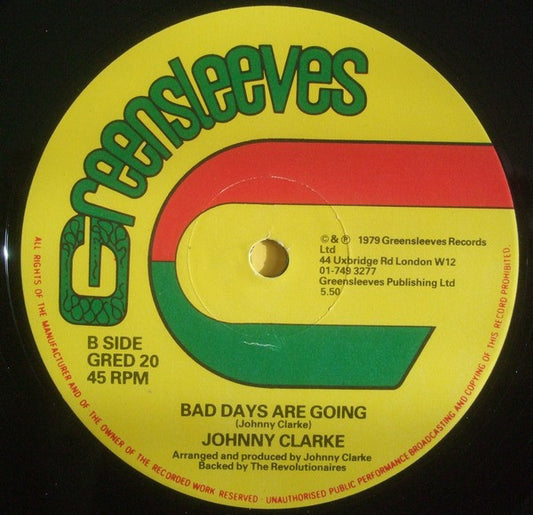 Greensleeves
© & ℗ 1979 Greensleeves Records
Ltd
44 Uxbridge Rd London W12
01-749 3277
Greensleeves Publishing Ltd
5.50
B SIDE
GRED 20
45 RPM
BAD DAYS ARE GOING
(Johnny Clarke)
JOHNNY CLARKE
Arranged and produced by Johnny Clarke
Backed by The Revolutionaires
ALL RIGHTS OF THE MANUFACTURER AND OF THE OWNER OF THE RECORDED WORK RESERVED · UNAUTHORISED PUBLIC PERFORMANCE BROADCASTING AND COPYING OF THIS RECORD PROHIBITED.